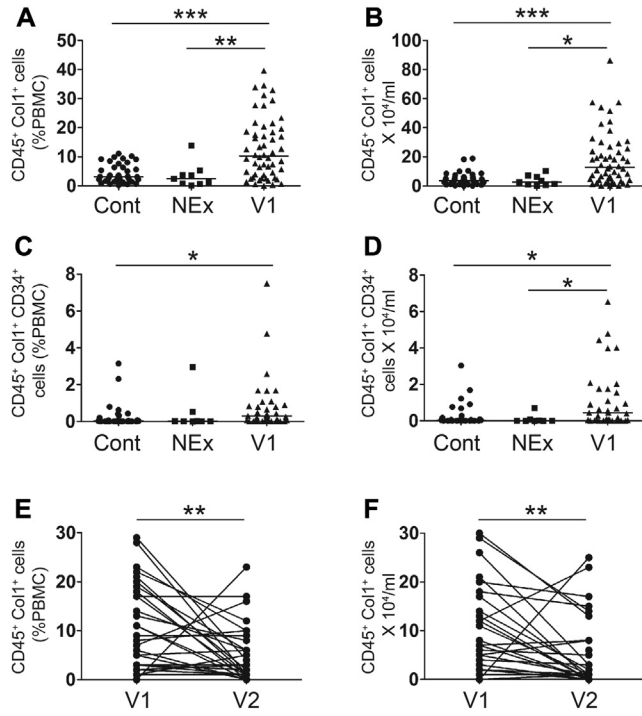 A
CD45⁺ Col1⁺ cells
(%PBMC)
50
40
30
20
10
0
***
**
Cont NEx V1
B
CD45⁺ Col1⁺ cells
X 10⁴/ml
100
80
60
40
20
0
***
*
Cont NEx V1
C
CD45⁺ Col1⁺ CD34⁺
cells (%PBMC)
8
6
4
2
0
*
Cont NEx V1
D
CD45⁺ Col1⁺ CD34⁺
cells X 10⁴/ml
8
6
4
2
0
*
*
Cont NEx V1
E
CD45⁺ Col1⁺ cells
(%PBMC)
30
20
10
0
**
V1 V2
F
CD45⁺ Col1⁺ cells
X 10⁴/ml
30
20
10
0
**
V1 V2